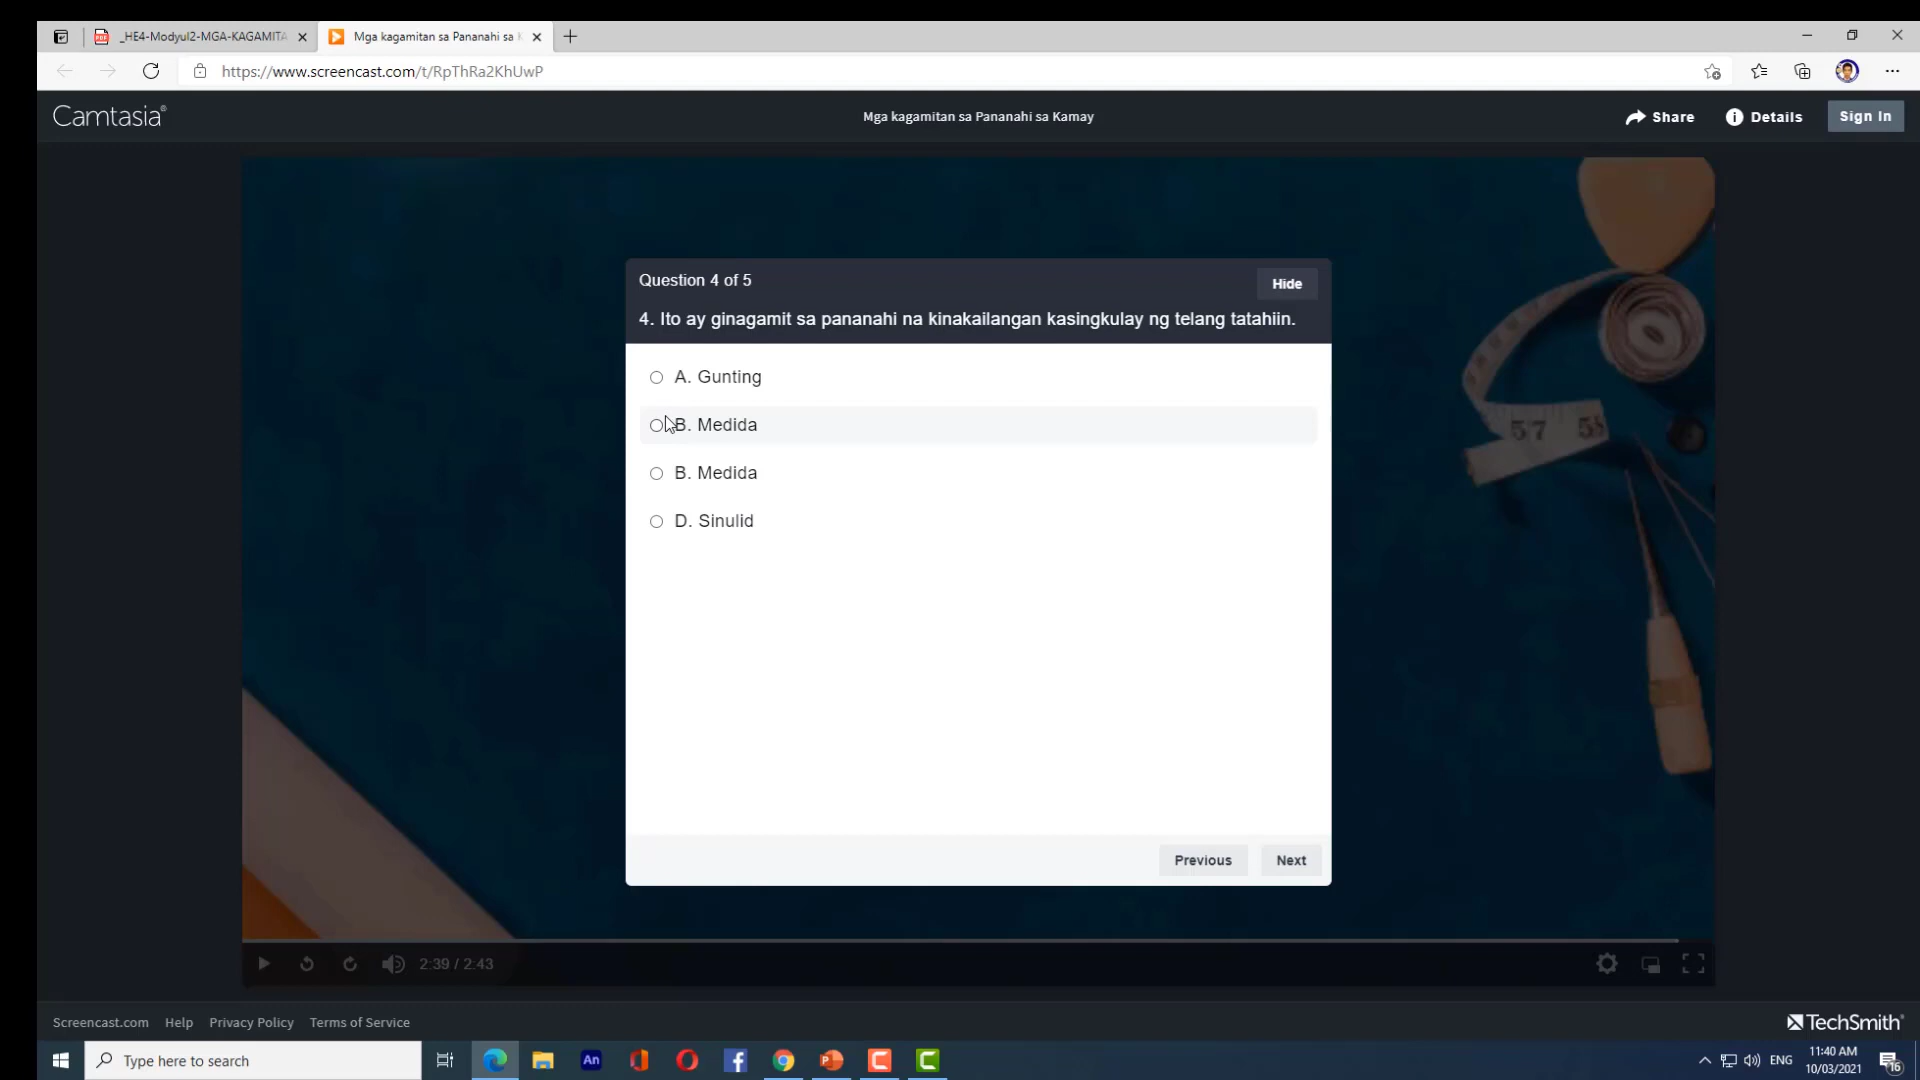 _HE4-Modyul2-MGA-KAGAMITA
Mga kagamitan sa Pananahi sa
https://www.screencast.com/t/RpThRa2KhUwP
Camtasia®
Mga kagamitan sa Pananahi sa Kamay
Share
Details
Sign In
Question 4 of 5
Hide
4. Ito ay ginagamit sa pananahi na kinakailangan kasingkulay ng telang tatahiin.
A. Gunting
B. Medida
B. Medida
D. Sinulid
57
Previous
Next
2:39 / 2:43
Screencast.com
Help
Privacy Policy
Terms of Service
TechSmith
Type here to search
An
ENG
11:40 AM
10/03/2021
16